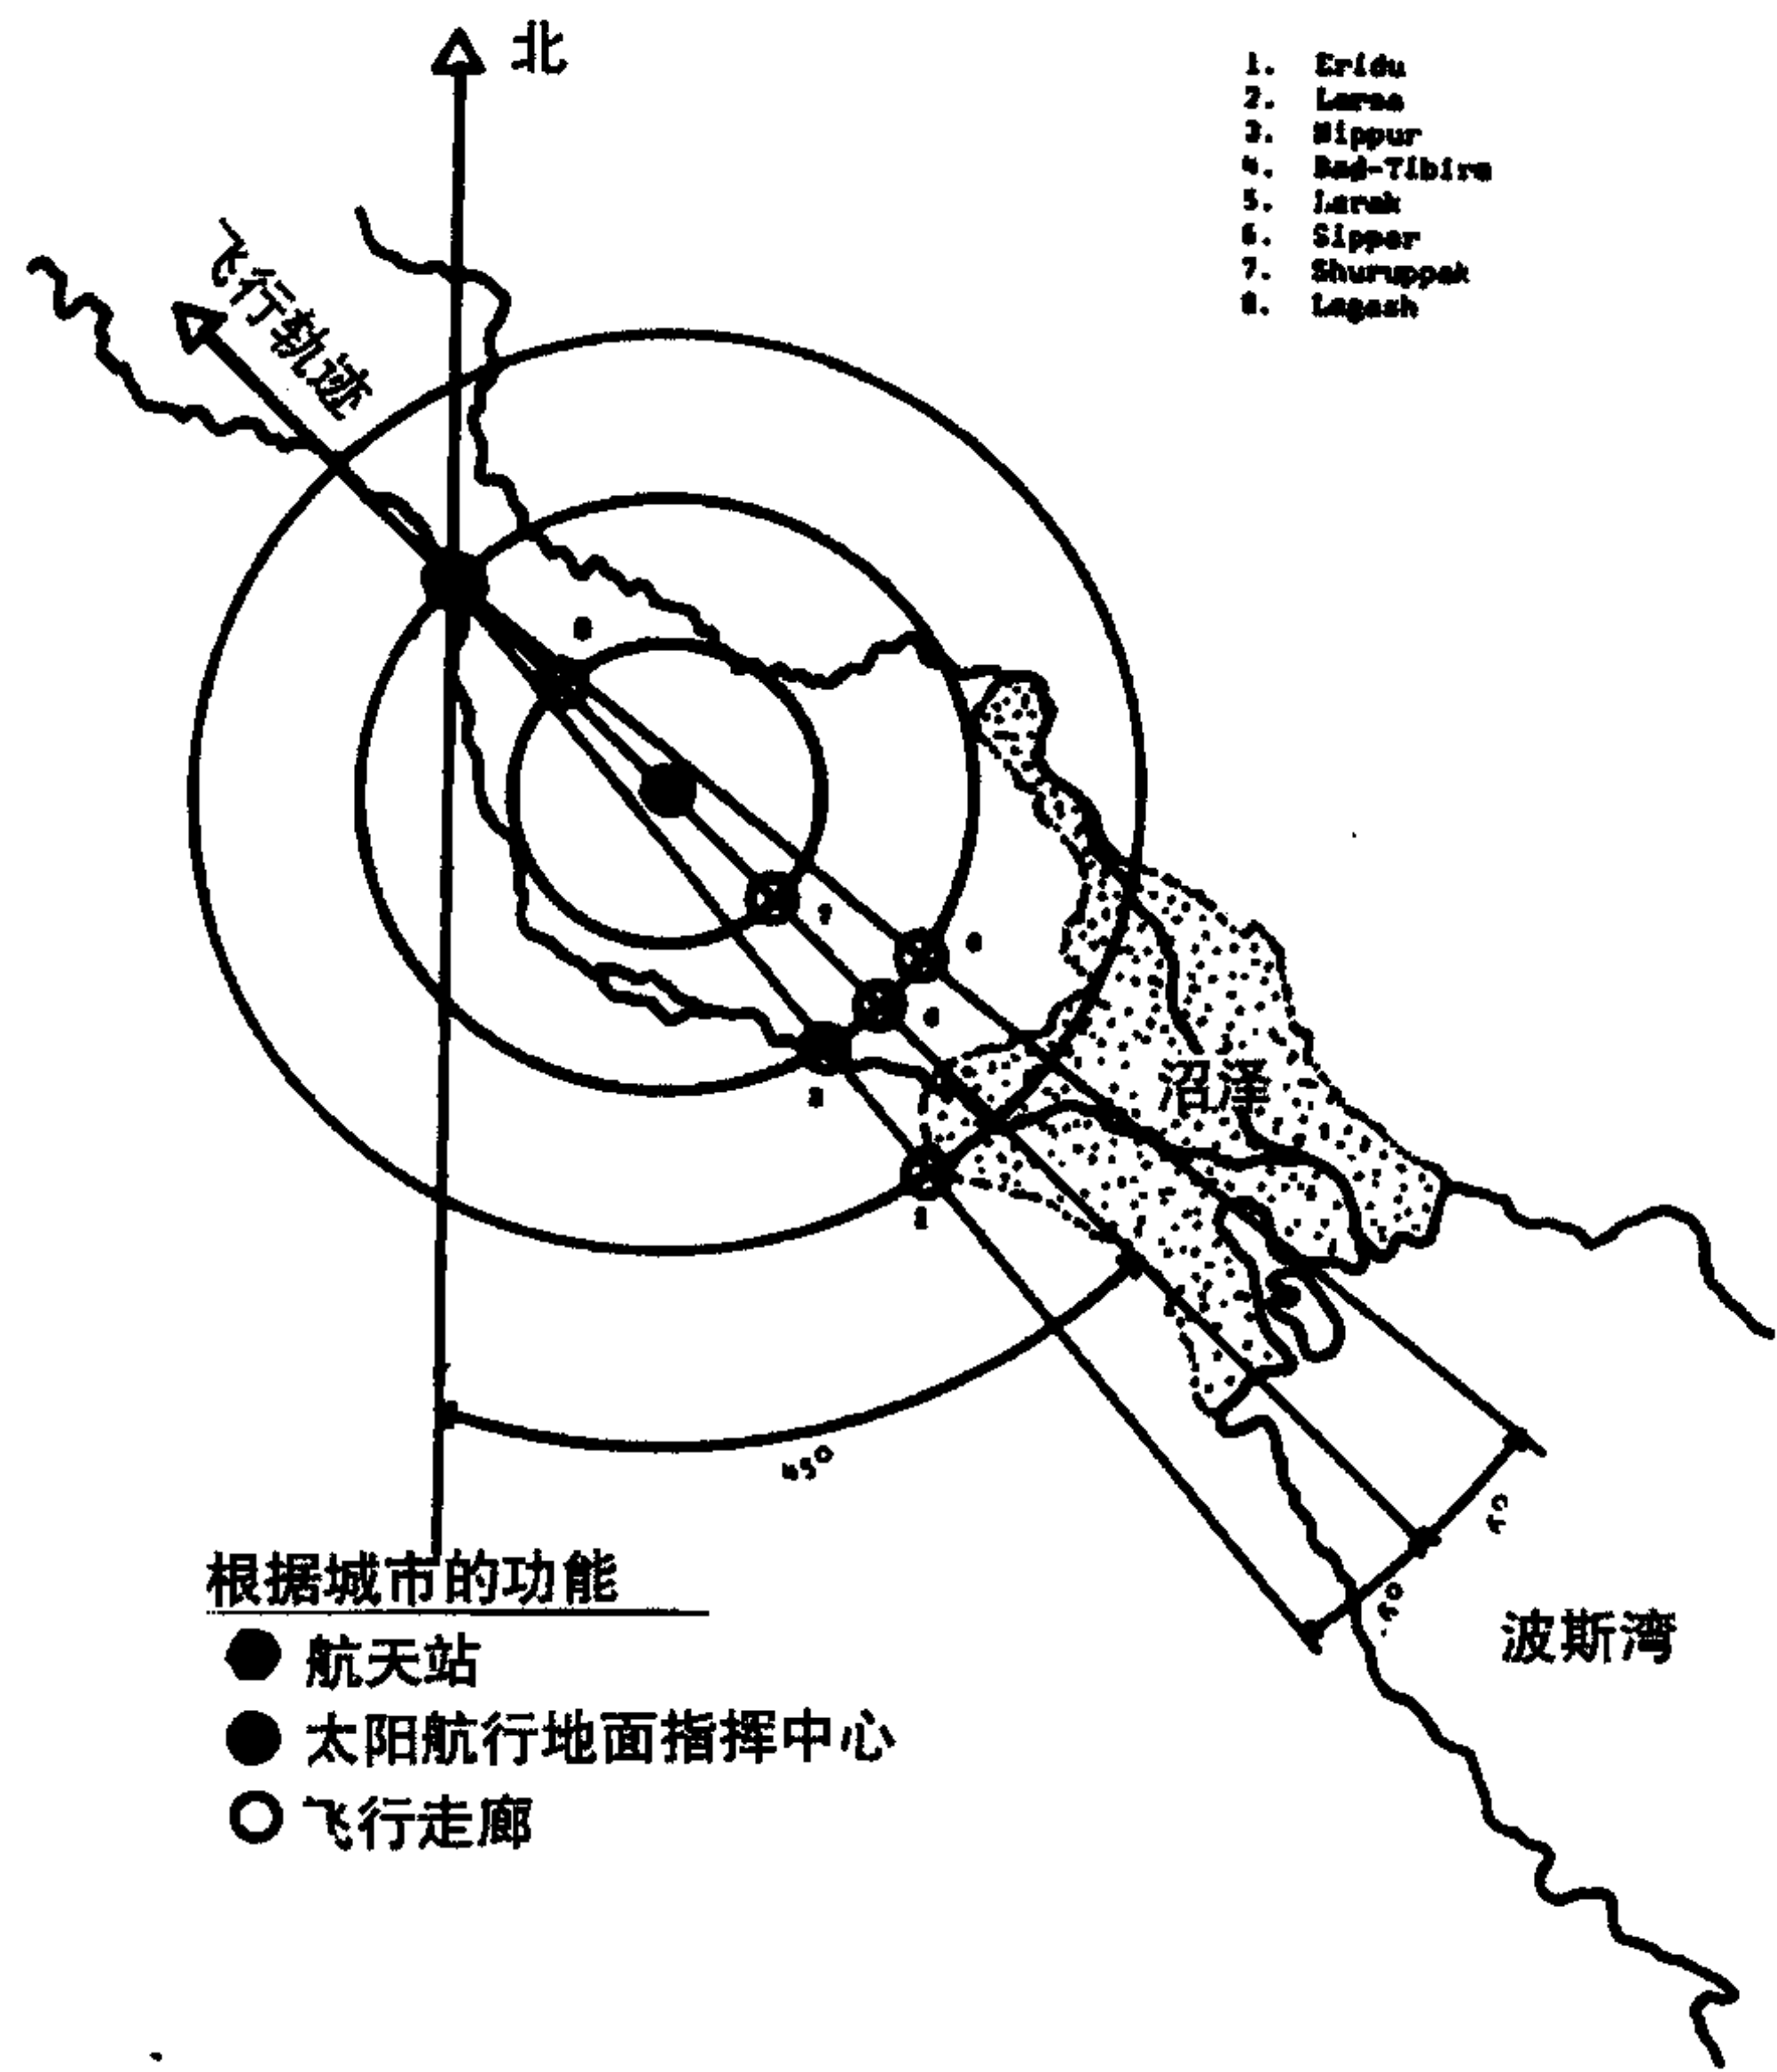 北
1. Eridu
2. Larsa
3. Nippur
4. Bad-Tibira
5. Larak
6. Sippar
7. Shuruppak
8. Lagash
飞行轨迹
沼泽
45°
根据城市的功能
航天站
太阳航行地面指挥中心
飞行走廊
波斯湾